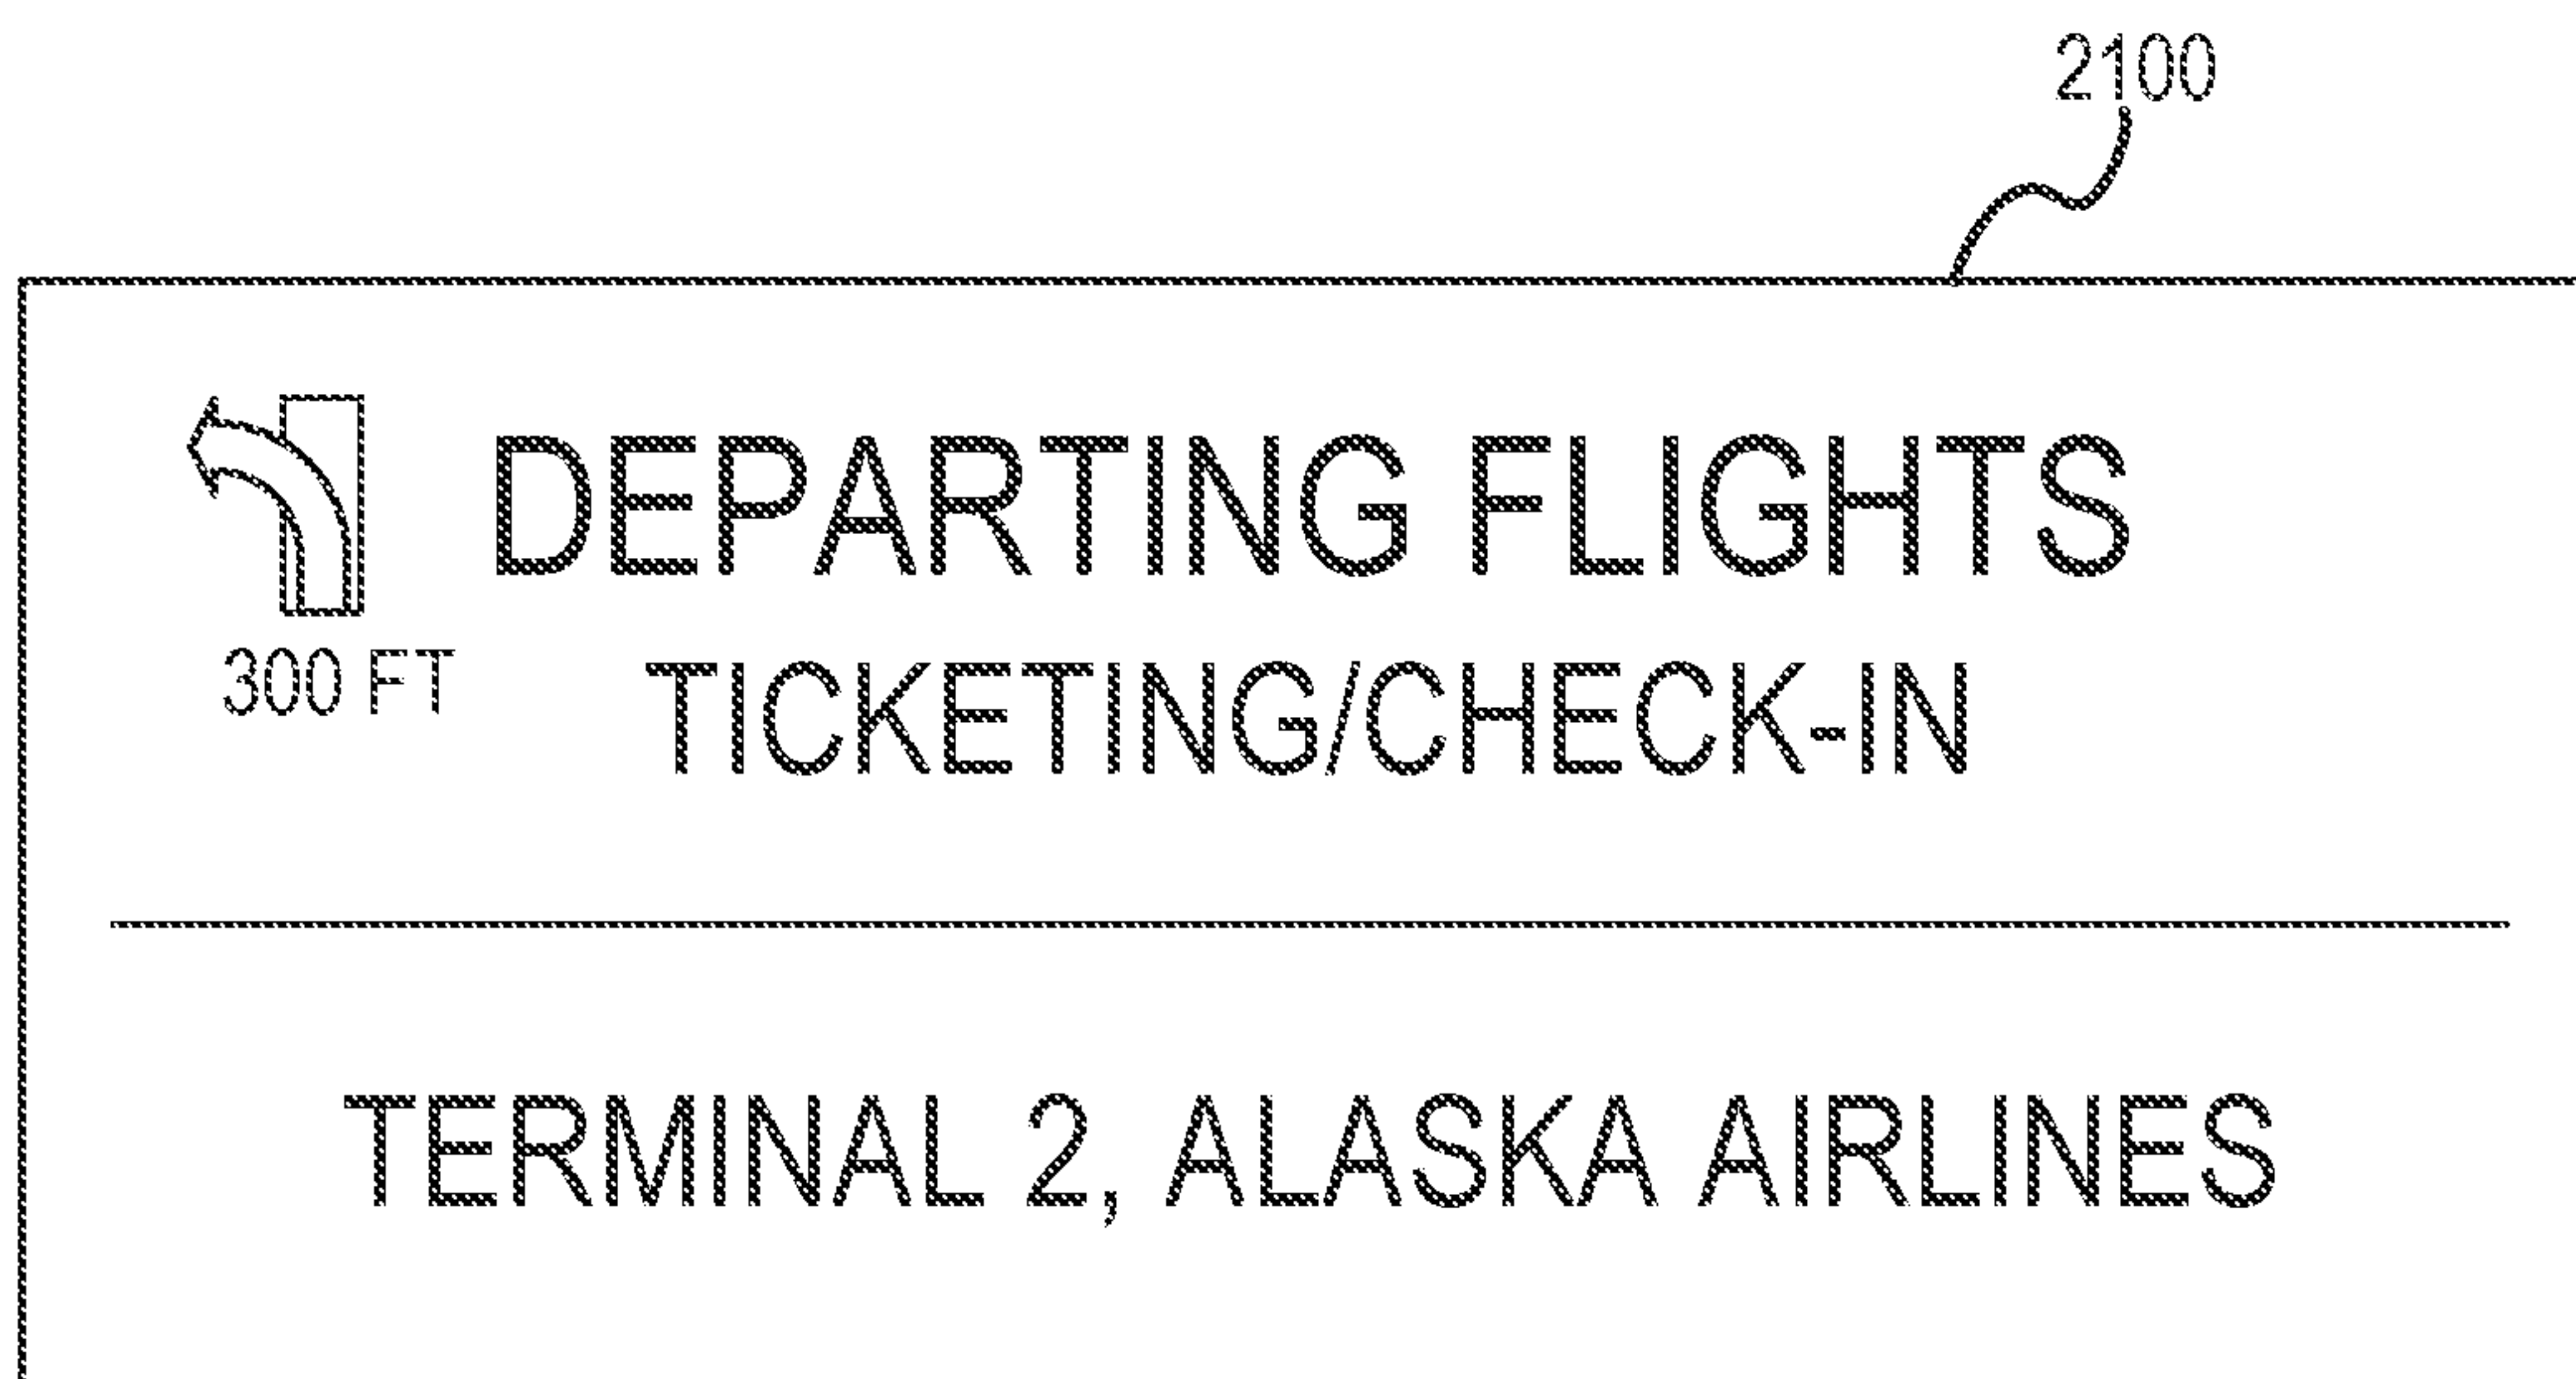 2100
DEPARTING FLIGHTS
300 FT
TICKETING/CHECK-IN
TERMINAL 2, ALASKA AIRLINES